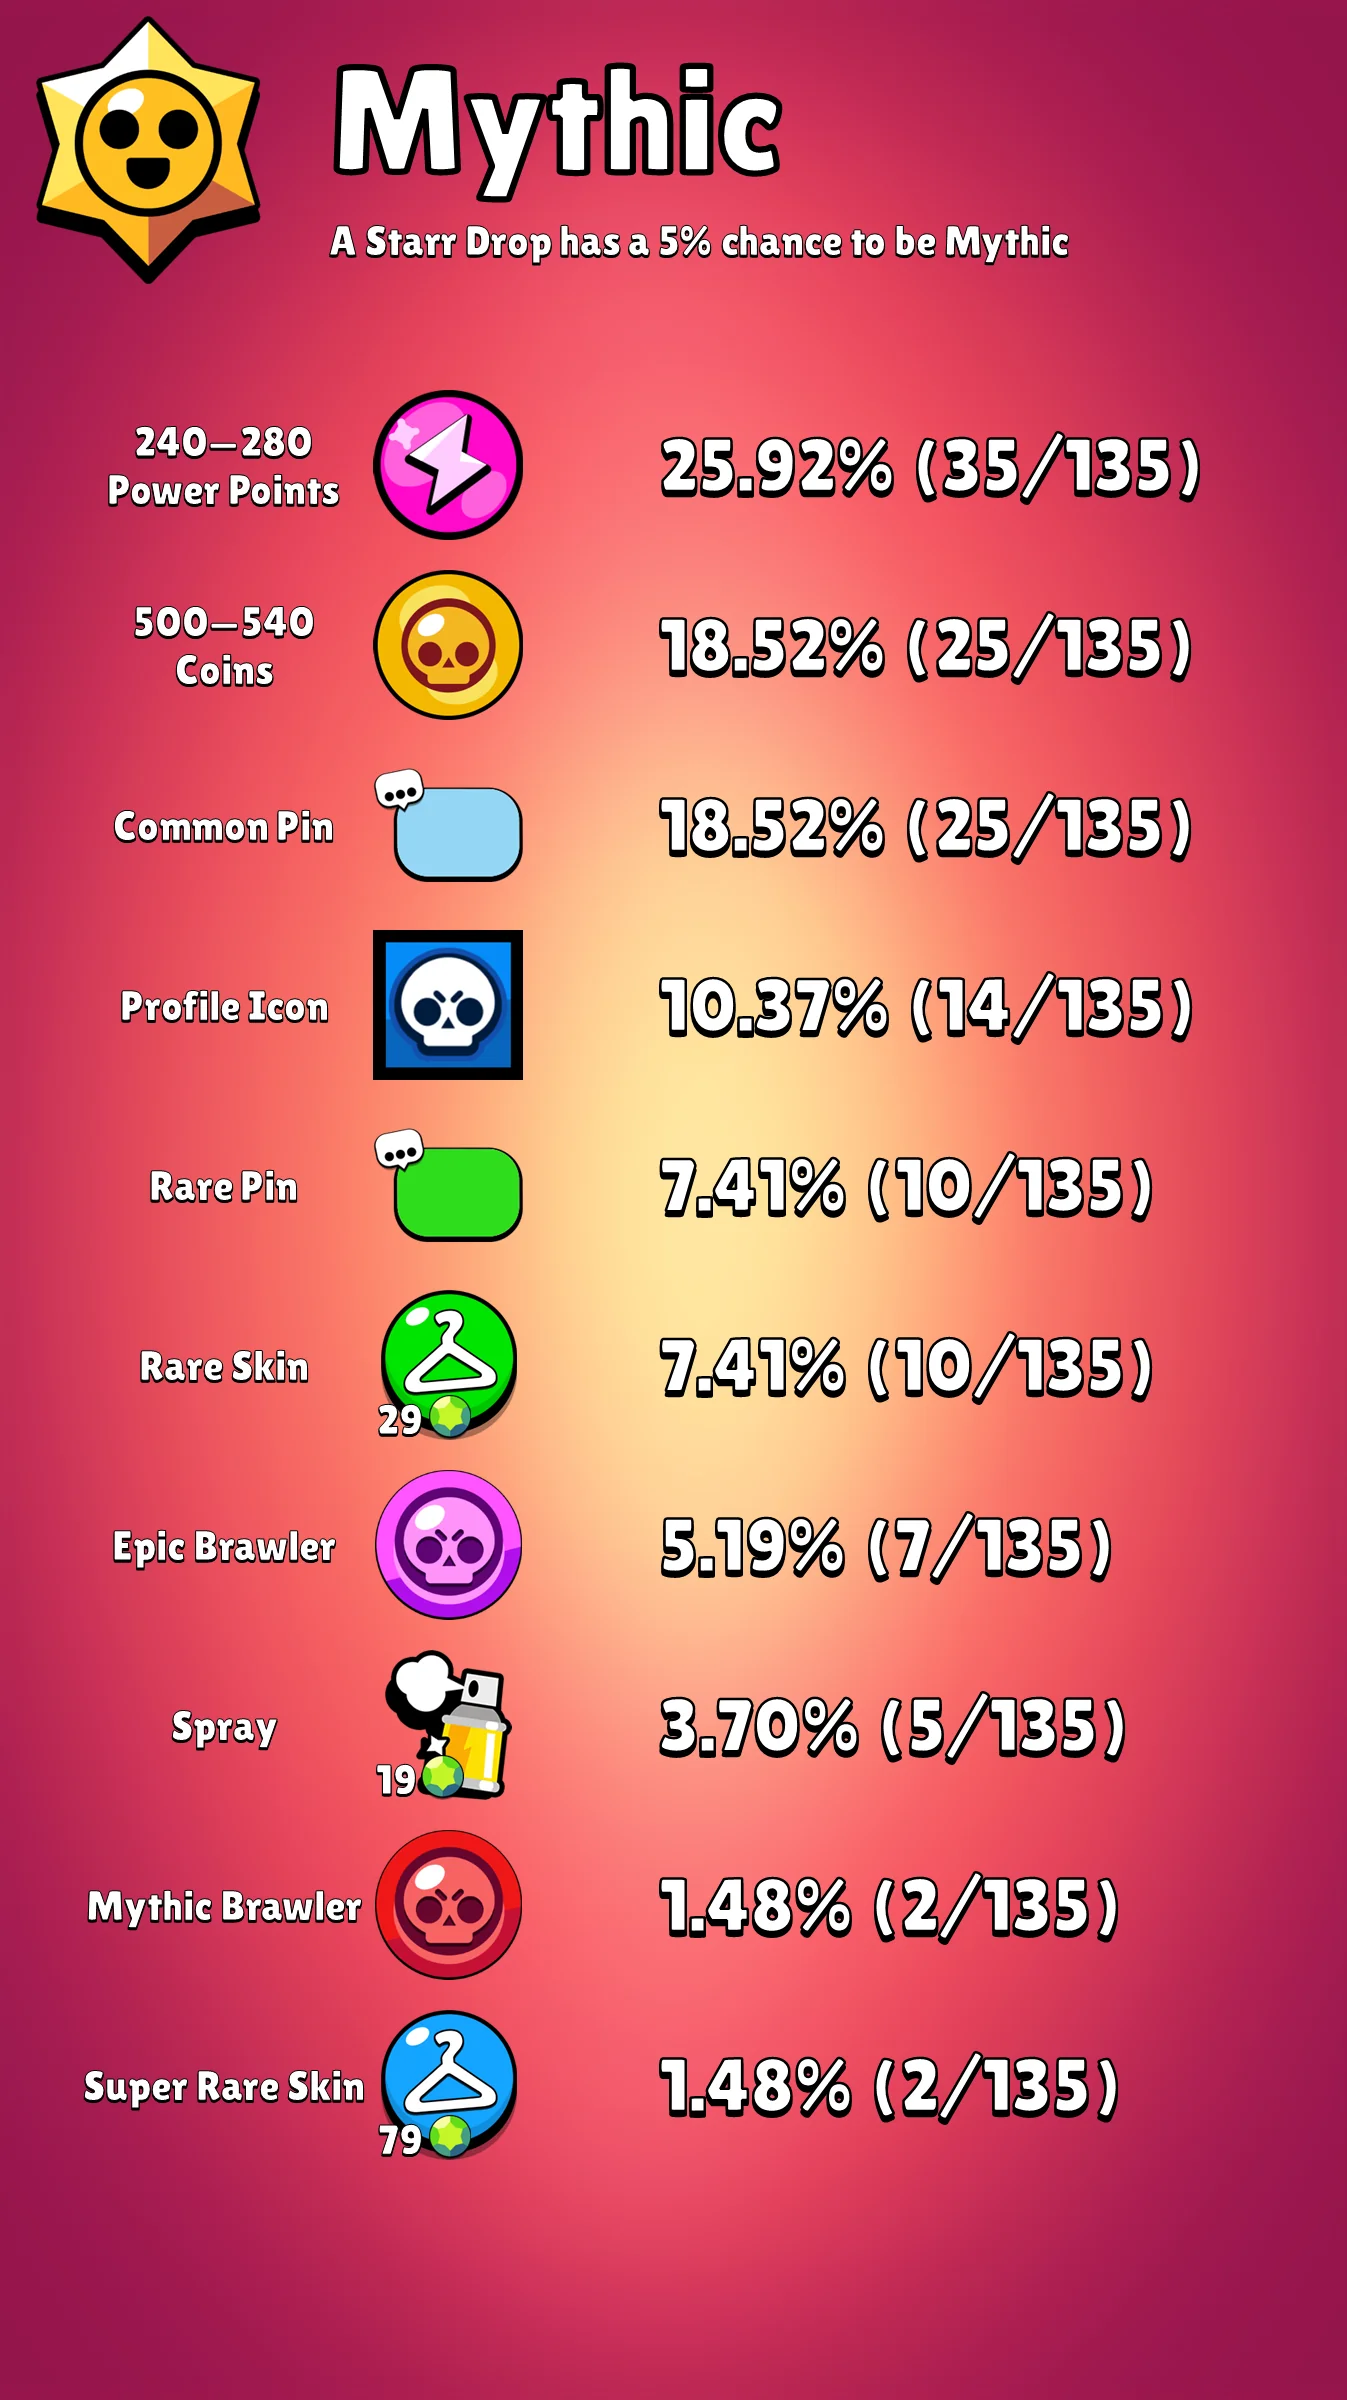 Mythic
A Starr Drop has a 5% chance to be Mythic
240–280
Power Points
25.92% (35/135)
500–540
Coins
18.52% (25/135)
Common Pin
18.52% (25/135)
Profile Icon
10.37% (14/135)
Rare Pin
7.41% (10/135)
Rare Skin
29
7.41% (10/135)
Epic Brawler
5.19% (7/135)
Spray
19
3.70% (5/135)
Mythic Brawler
1.48% (2/135)
Super Rare Skin
79
1.48% (2/135)